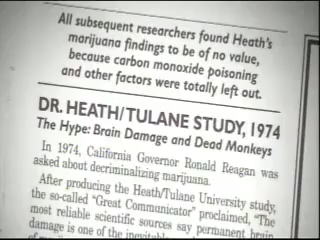 All subsequent researchers found Heath's
marijuana findings to be of no value,
because carbon monoxide poisoning
and other factors were totally left out.
DR. HEATH/TULANE STUDY, 1974
The Hype: Brain Damage and Dead Monkeys
In 1974, California Governor Ronald Reagan was
asked about decriminalizing marijuana.
After producing the Heath/Tulane University study,
the so-called "Great Communicator" proclaimed, "The
most reliable scientific sources say permanent brain
damage is one of the inevitable